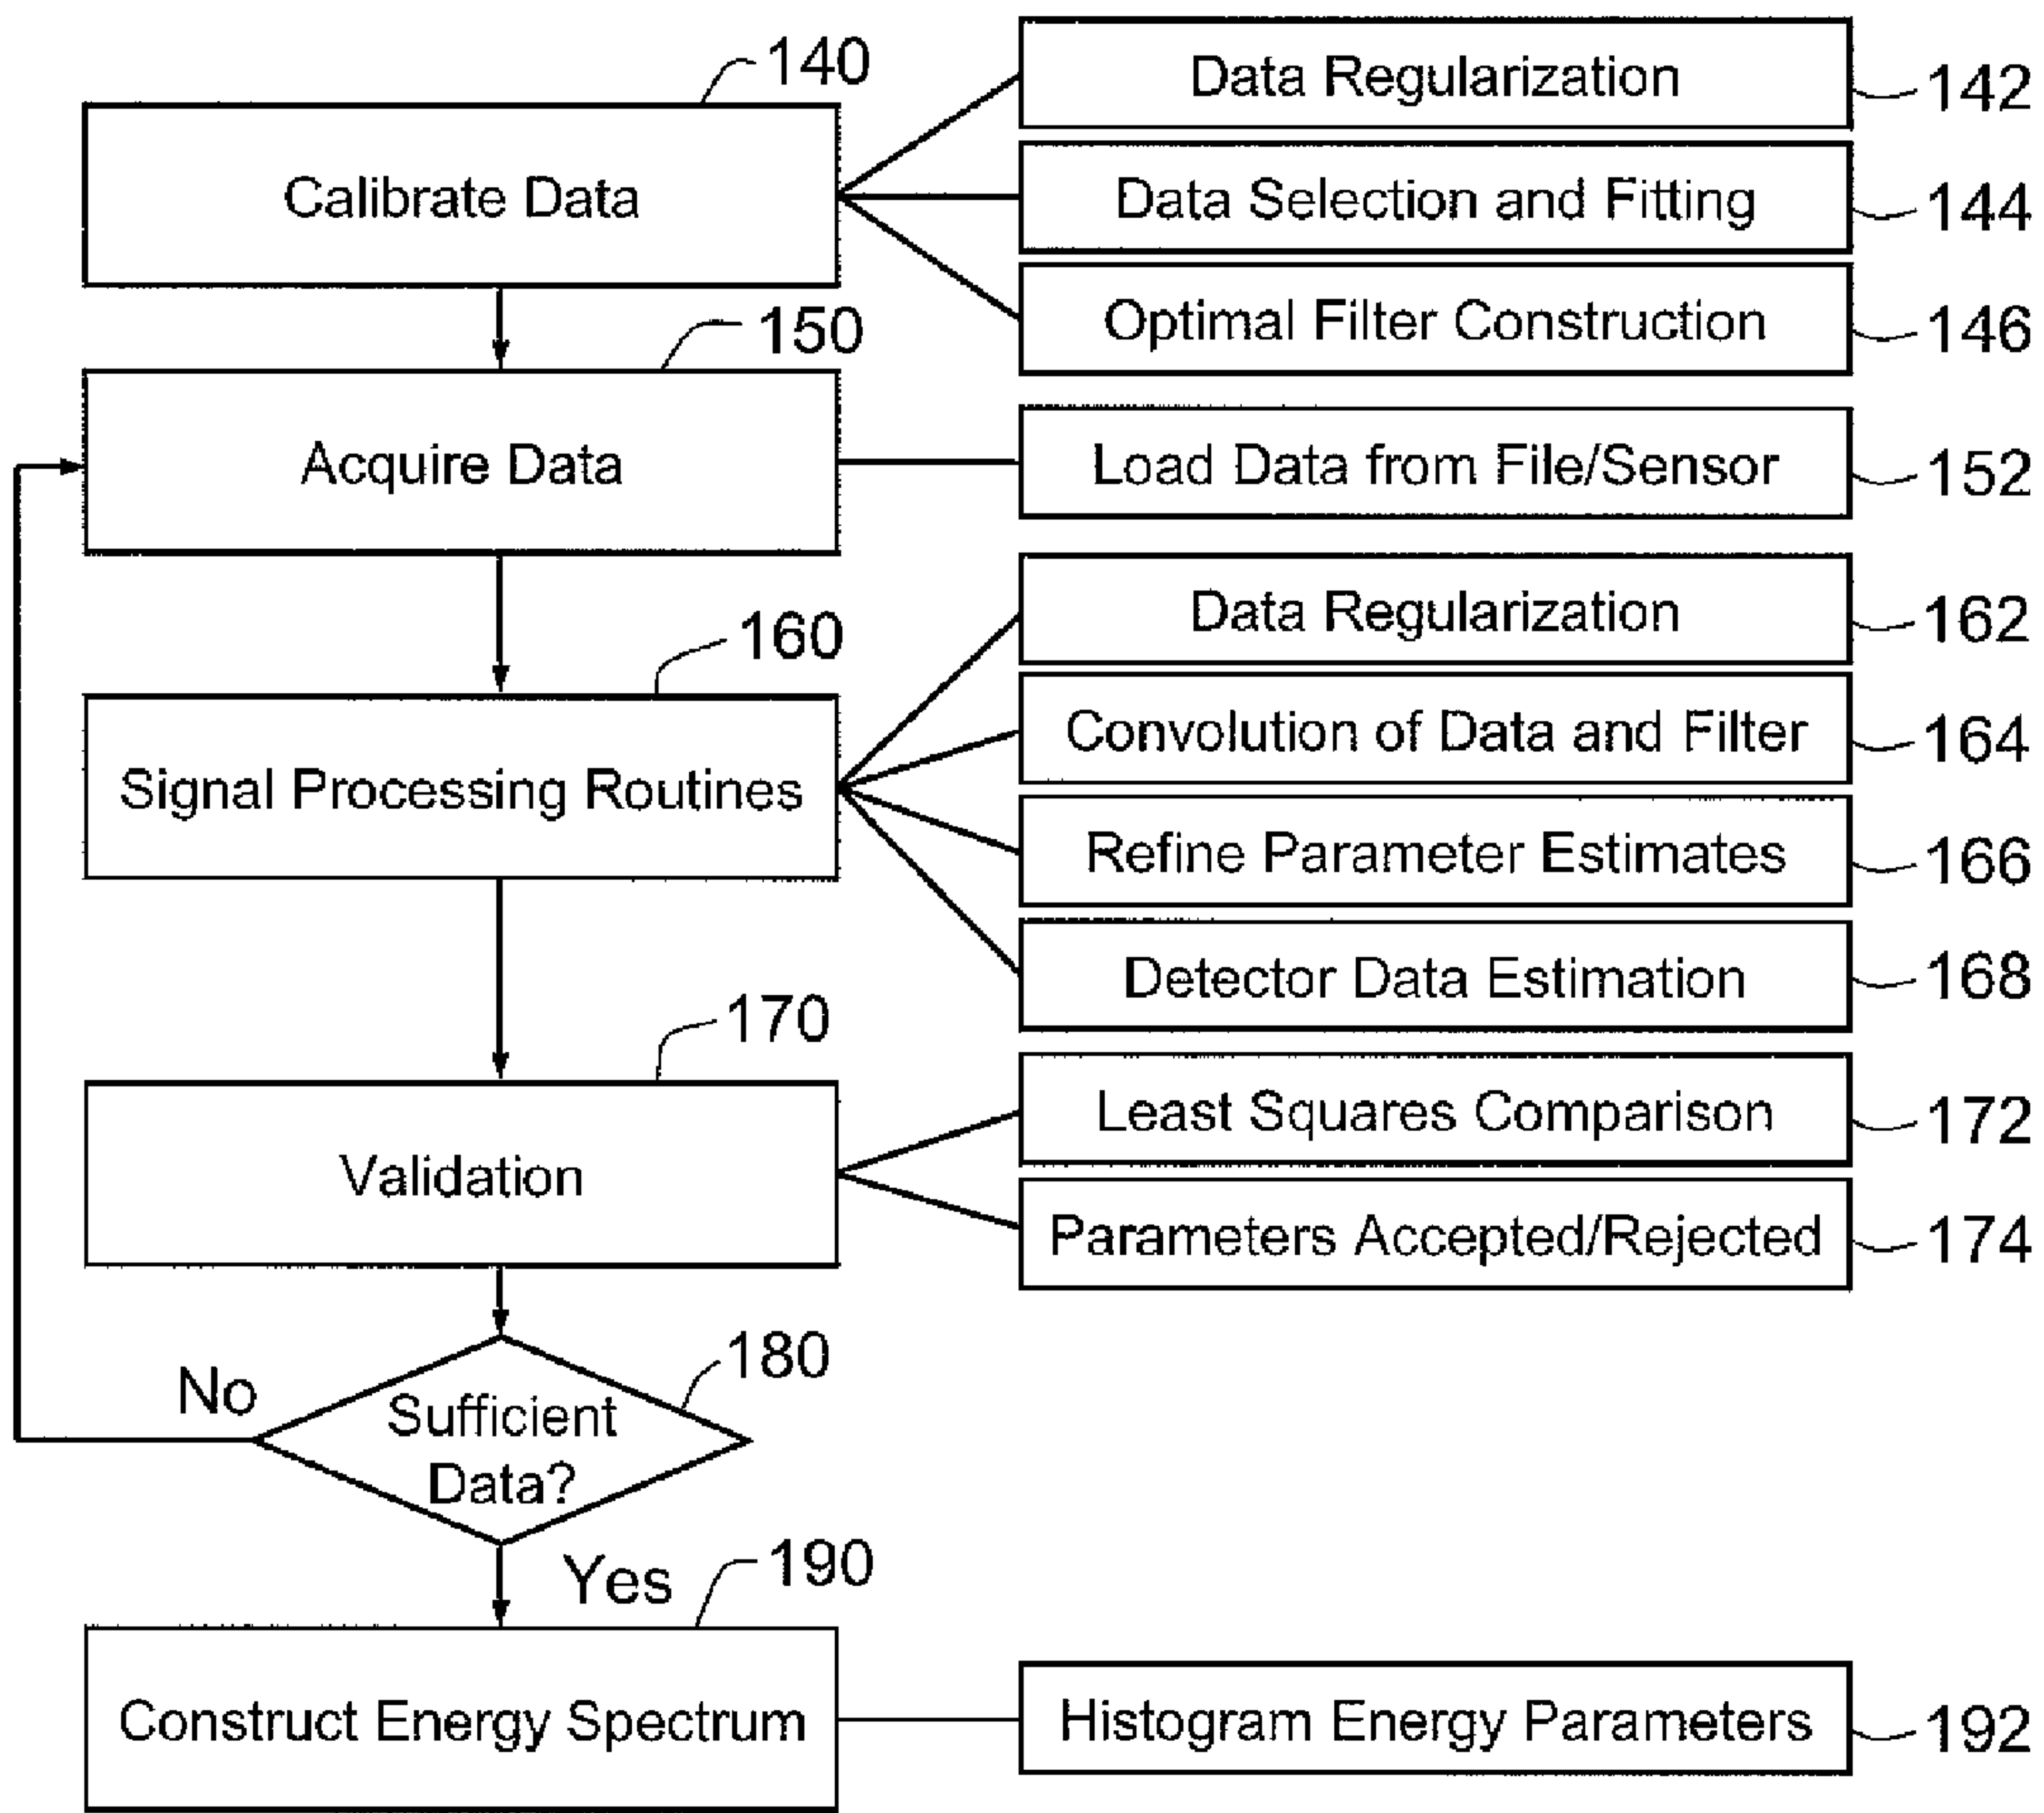 140
Calibrate Data
Data Regularization
142
Data Selection and Fitting
144
Optimal Filter Construction
146
150
Acquire Data
Load Data from File/Sensor
152
160
Signal Processing Routines
Data Regularization
162
Convolution of Data and Filter
164
Refine Parameter Estimates
166
Detector Data Estimation
168
170
Validation
Least Squares Comparison
172
Parameters Accepted/Rejected
174
180
No
Sufficient
Data?
Yes
190
Construct Energy Spectrum
Histogram Energy Parameters
192